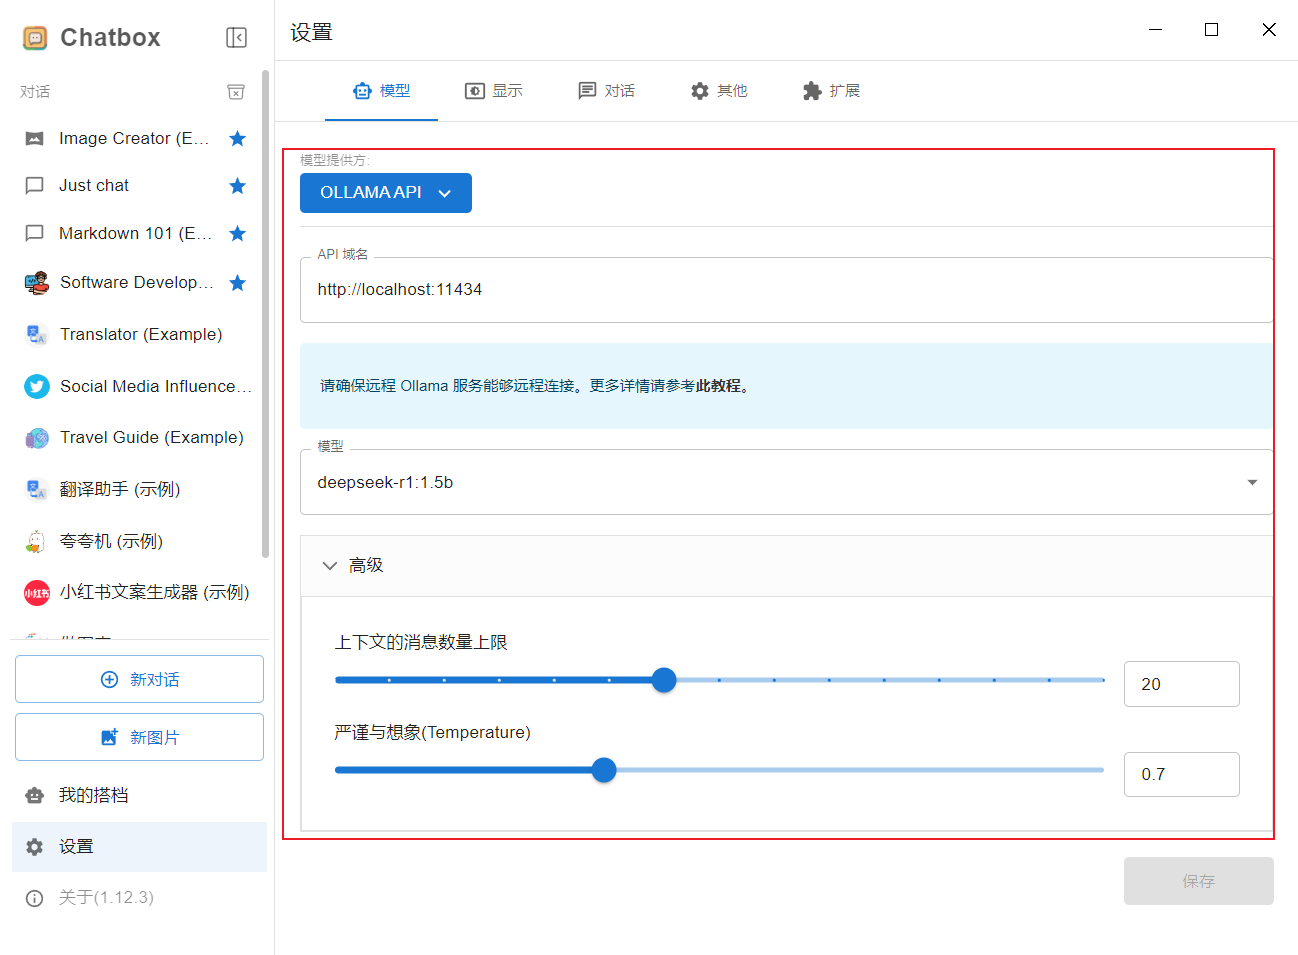 Chatbox
对话
Image Creator (E...
Just chat
Markdown 101 (E...
Software Develop...
Translator (Example)
Social Media Influence...
Travel Guide (Example)
翻译助手 (示例)
夸夸机 (示例)
小红书
小红书文案生成器 (示例)
新对话
新图片
我的搭档
设置
关于(1.12.3)
设置
模型
显示
对话
其他
扩展
模型提供方:
OLLAMA API
API 域名
http://localhost:11434
请确保远程 Ollama 服务能够远程连接。更多详情请参考此教程。
模型
deepseek-r1:1.5b
高级
上下文的消息数量上限
20
严谨与想象(Temperature)
0.7
保存